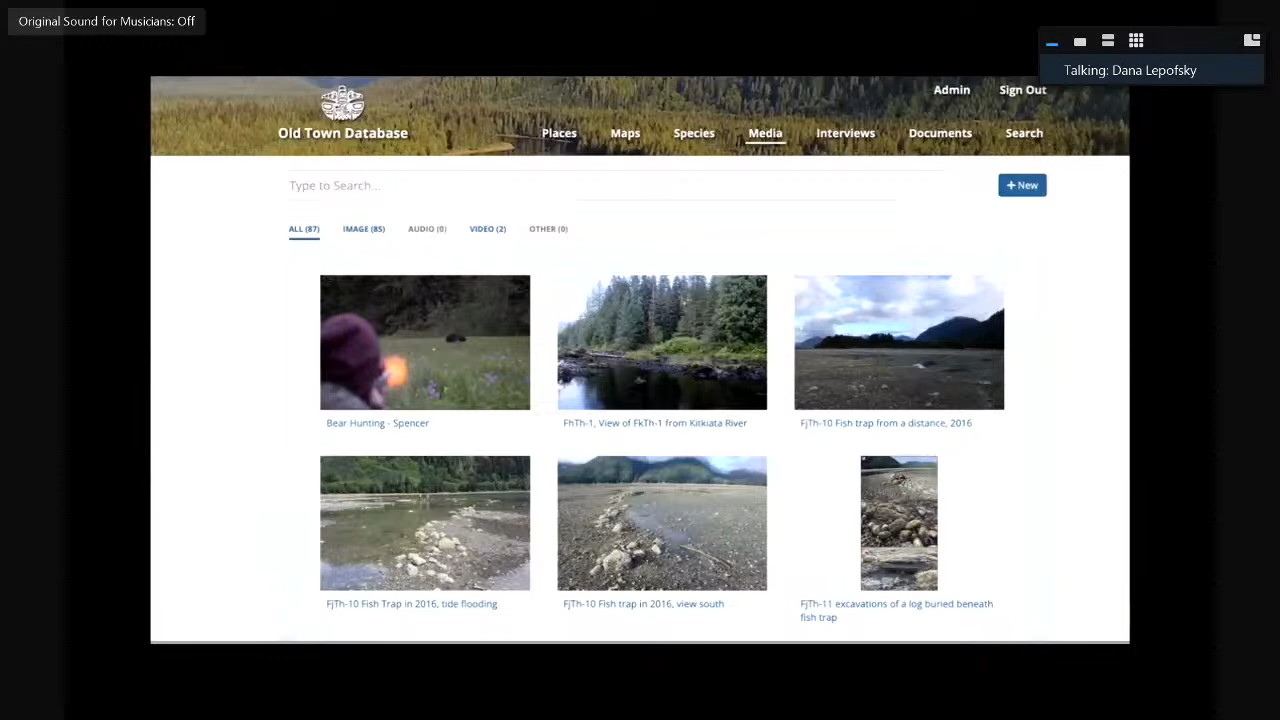 Original Sound for Musicians: Off
Talking: Dana Lepofsky
Admin Sign Out
Old Town Database
Places Maps Species Media Interviews Documents Search
Type to Search...
+ New
ALL (87) IMAGE (85) AUDIO (0) VIDEO (2) OTHER (0)
Bear Hunting - Spencer
FhTh-1, View of FkTh-1 from Kitkiata River
FjTh-10 Fish trap from a distance, 2016
FjTh-10 Fish Trap in 2016, tide flooding
FjTh-10 Fish trap in 2016, view south
FjTh-11 excavations of a log buried beneath
fish trap